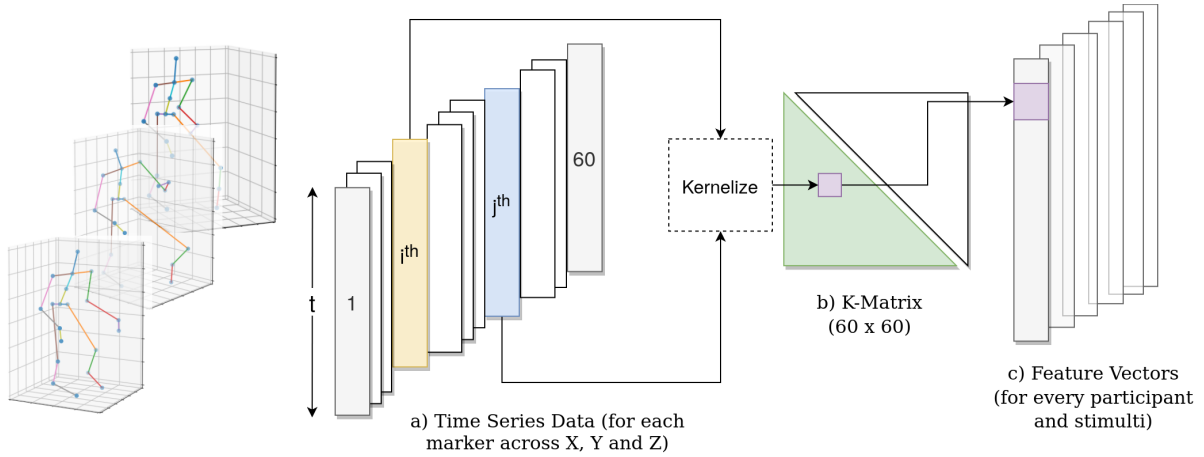 t
1
i^th
j^th
60
a) Time Series Data (for each
marker across X, Y and Z)
Kernelize
b) K-Matrix
(60 x 60)
c) Feature Vectors
(for every participant
and stimulti)